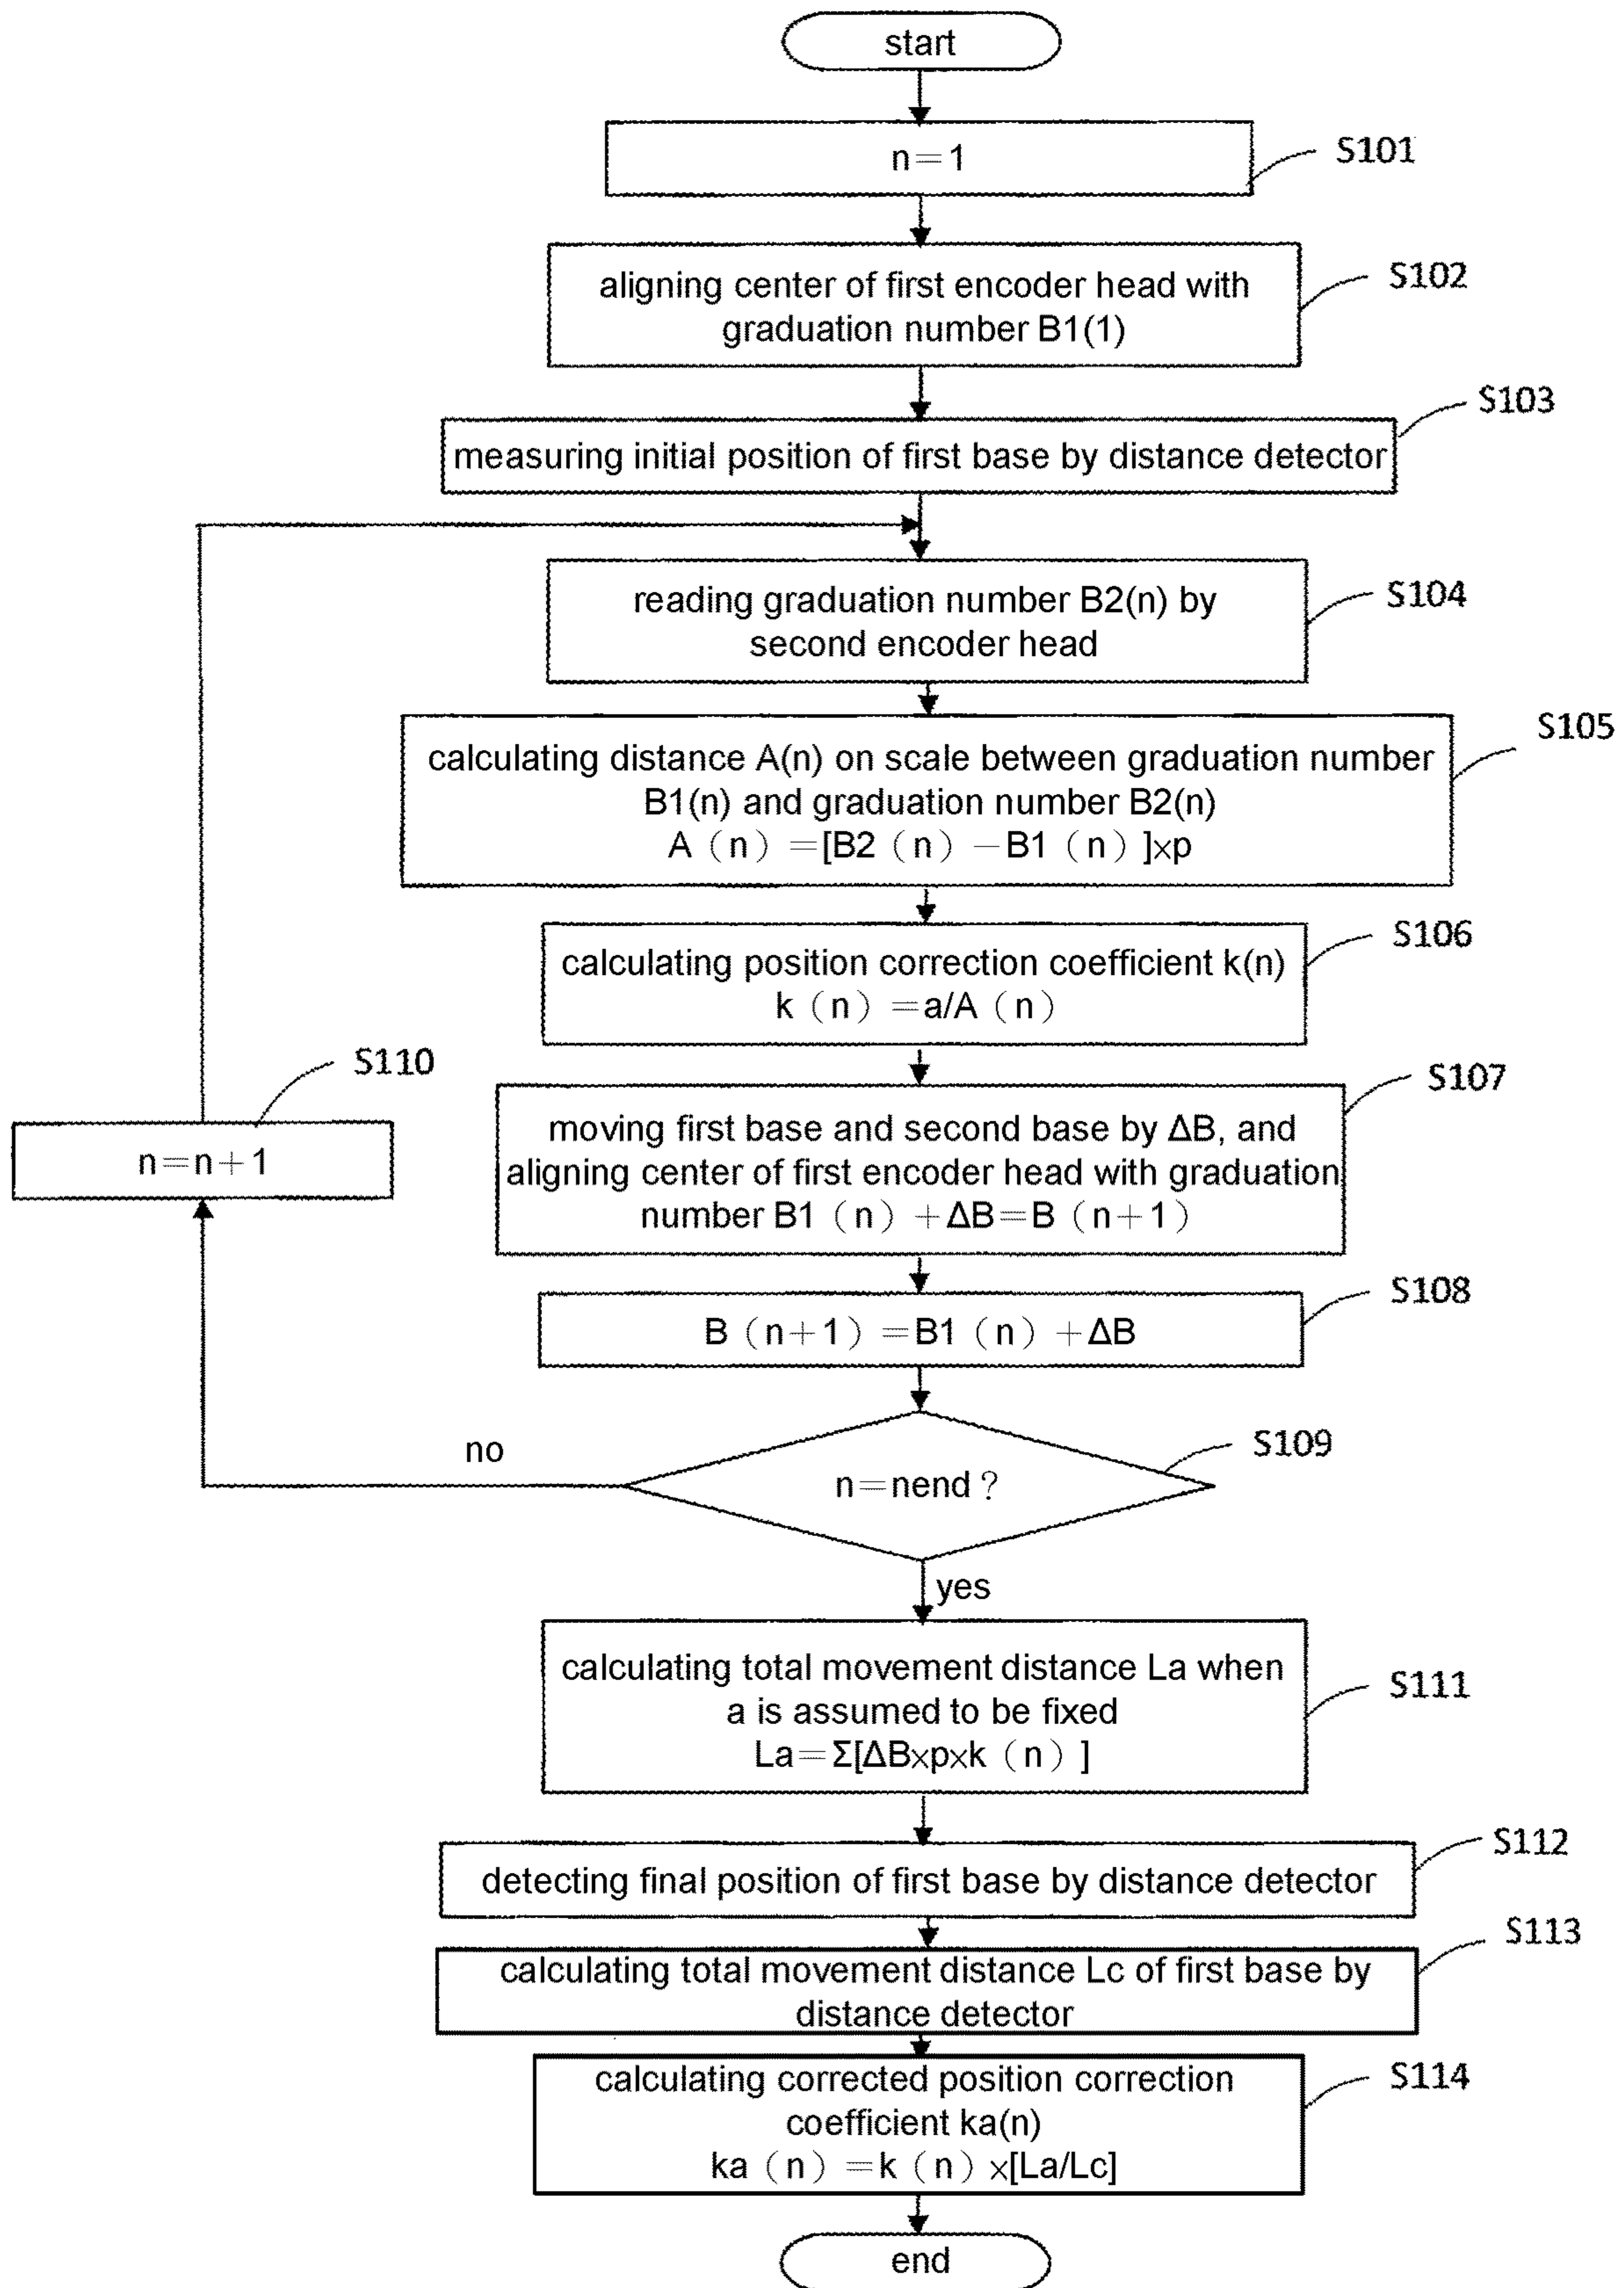 start
n=1
S101
aligning center of first encoder head with
graduation number B1(1)
S102
measuring initial position of first base by distance detector
S103
reading graduation number B2(n) by
second encoder head
S104
calculating distance A(n) on scale between graduation number
B1(n) and graduation number B2(n)
A（n）=[B2（n）－B1（n）]×p
S105
calculating position correction coefficient k(n)
k（n）=a/A（n）
S106
moving first base and second base by ΔB, and
aligning center of first encoder head with graduation
number B1（n）+ΔB=B（n+1）
S107
B（n+1）=B1（n）+ΔB
S108
n=nend？
S109
no
n=n+1
S110
yes
calculating total movement distance La when
a is assumed to be fixed
La=Σ[ΔB×p×k（n）]
S111
detecting final position of first base by distance detector
S112
calculating total movement distance Lc of first base by
distance detector
S113
calculating corrected position correction
coefficient ka(n)
ka（n）=k（n）×[La/Lc]
S114
end